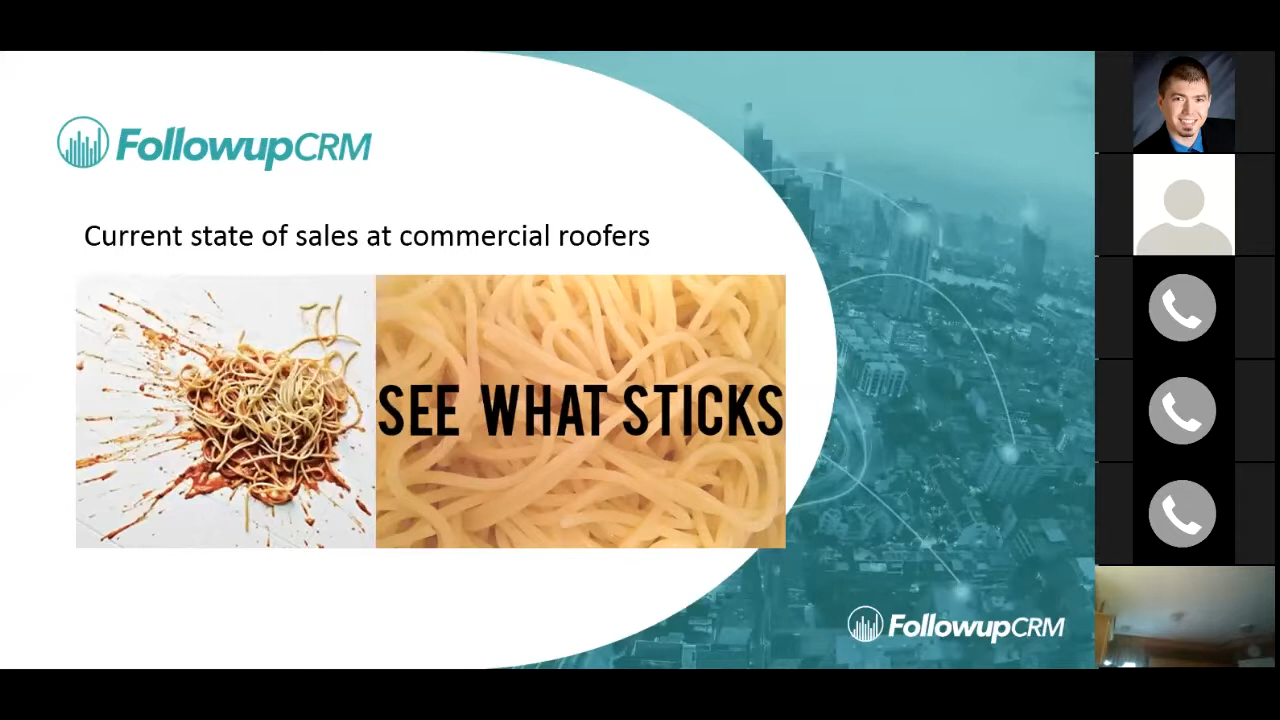 FollowupCRM
Current state of sales at commercial roofers
SEE WHAT STICKS
FollowupCRM